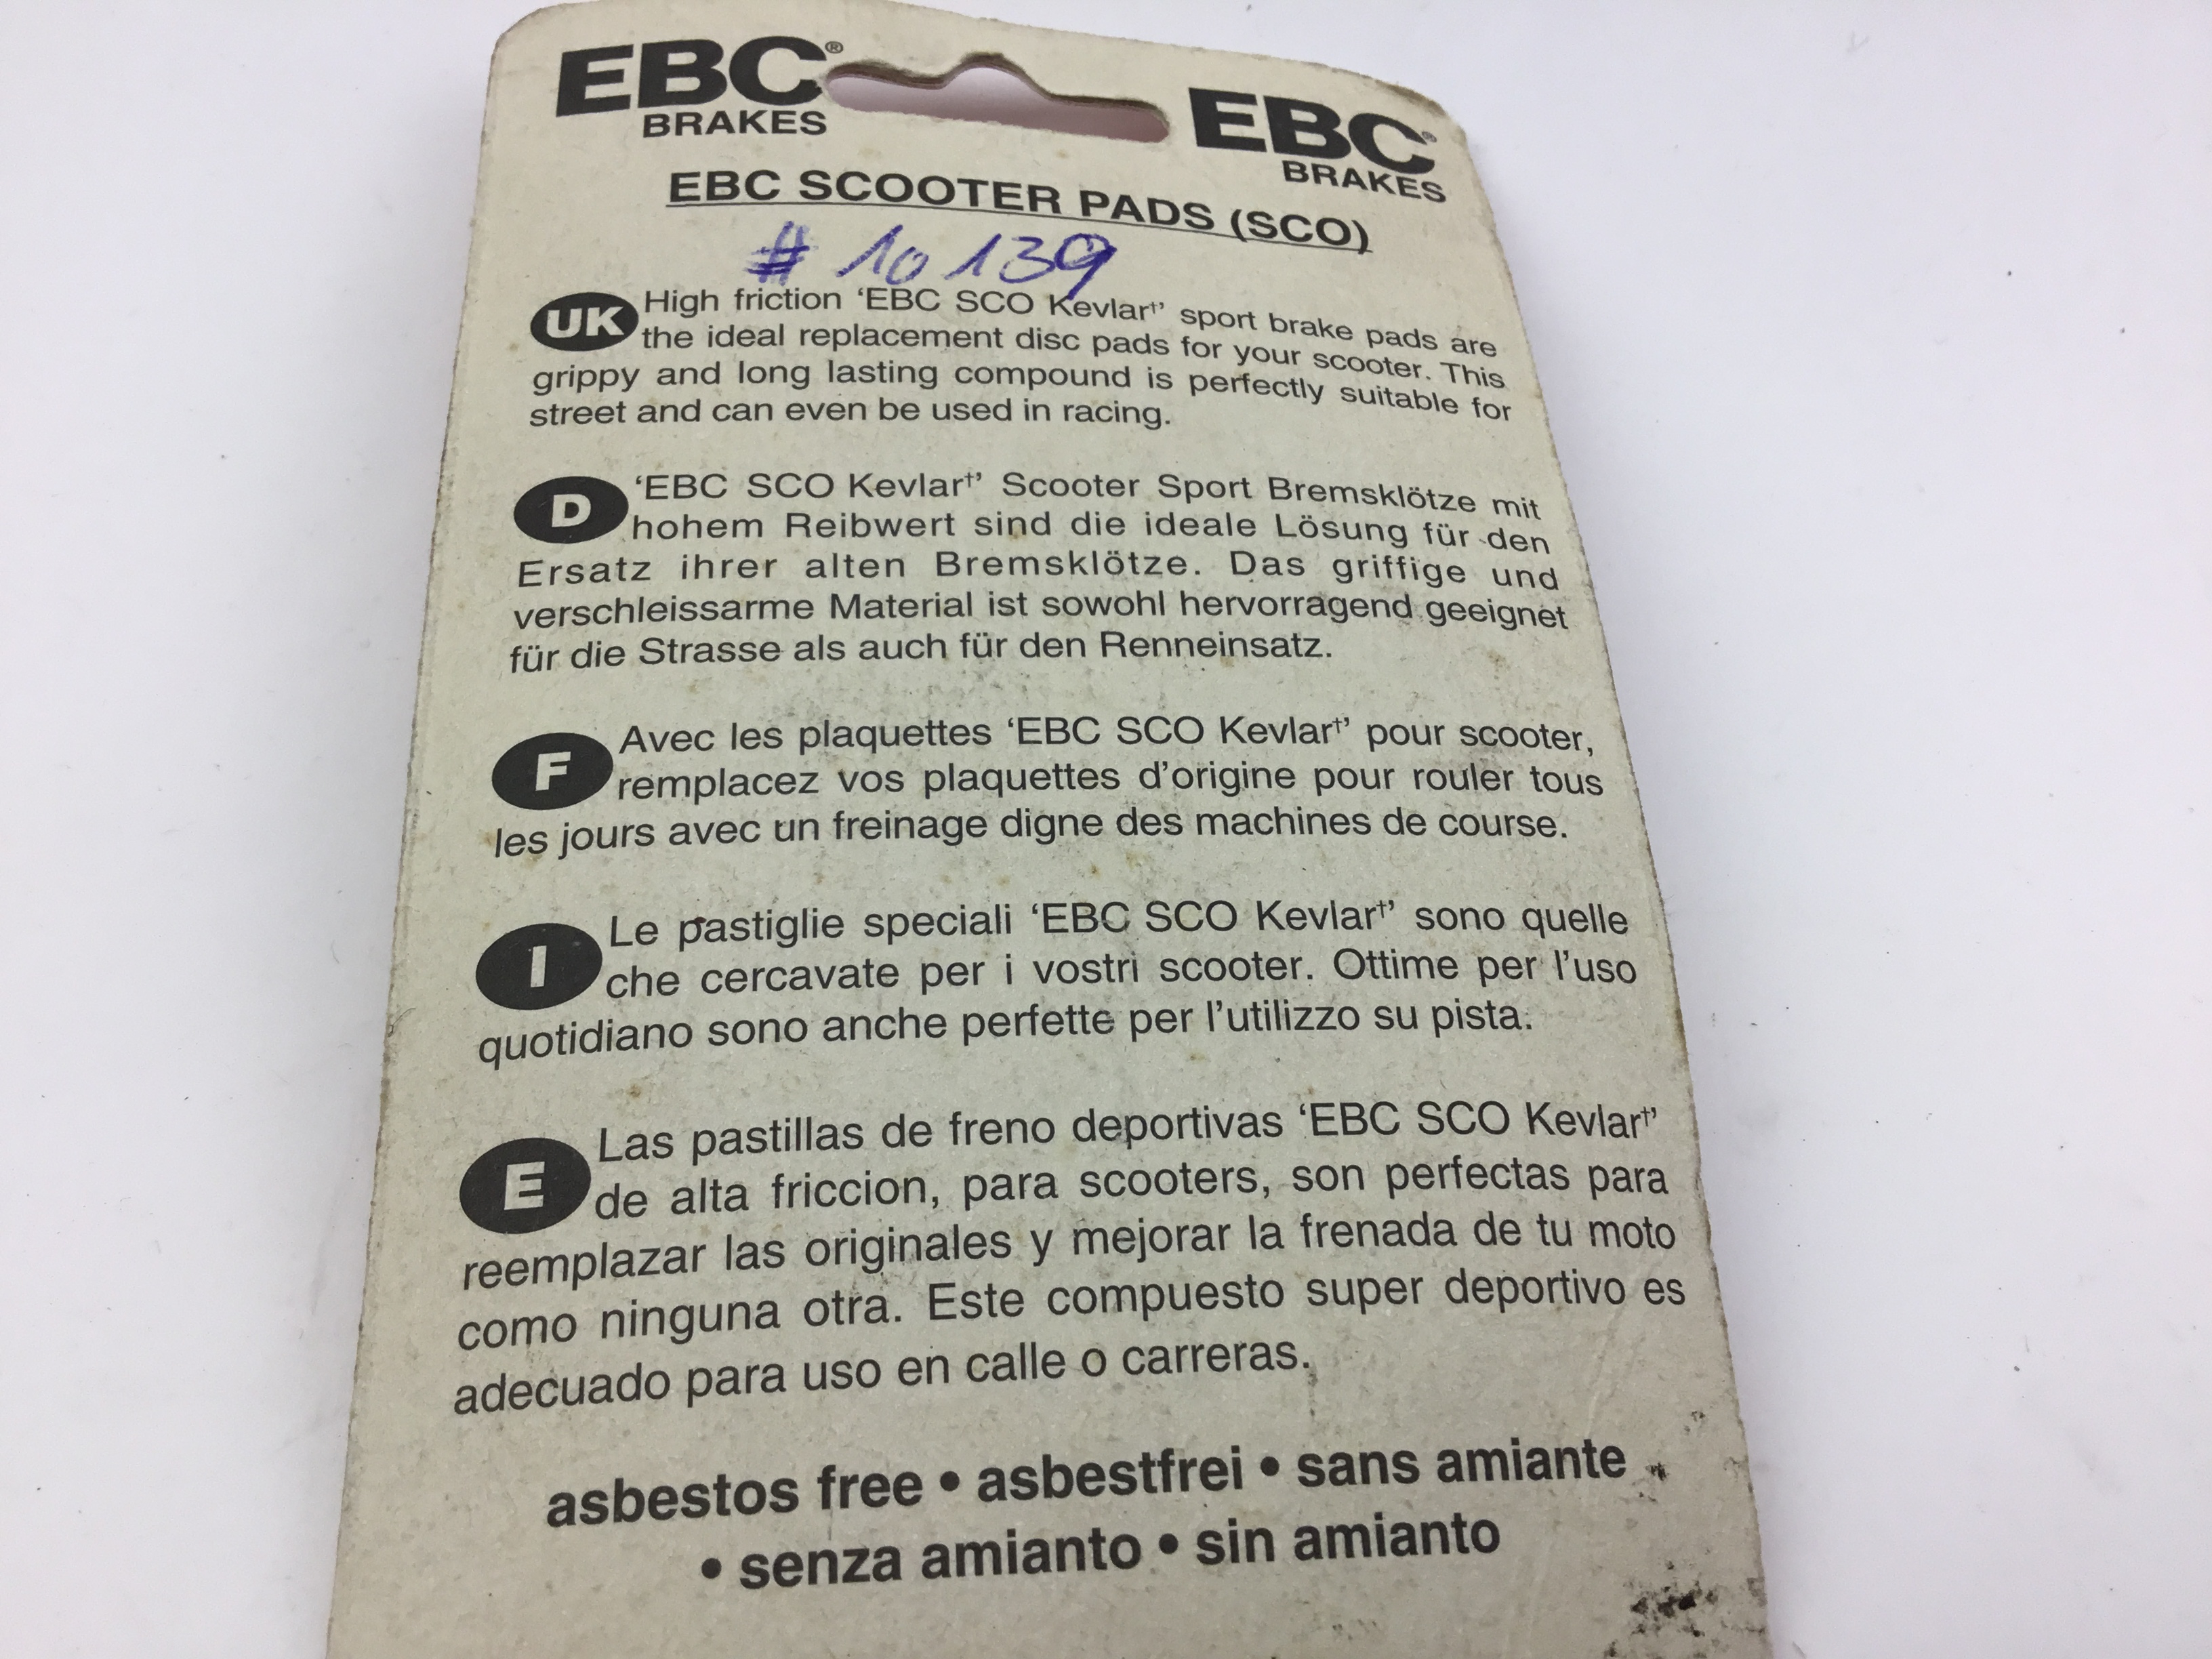 EBC® EBC®
BRAKES BRAKES
EBC SCOOTER PADS (SCO)
# 10139
UK High friction ‘EBC SCO Kevlar†’ sport brake pads are
the ideal replacement disc pads for your scooter. This
grippy and long lasting compound is perfectly suitable for
street and can even be used in racing.
D ‘EBC SCO Kevlar†’ Scooter Sport Bremsklötze mit
hohem Reibwert sind die ideale Lösung für den
Ersatz ihrer alten Bremsklötze. Das griffige und
verschleissarme Material ist sowohl hervorragend geeignet
für die Strasse als auch für den Renneinsatz.
F Avec les plaquettes ‘EBC SCO Kevlar†’ pour scooter,
remplacez vos plaquettes d’origine pour rouler tous
les jours avec un freinage digne des machines de course.
I Le pastiglie speciali ‘EBC SCO Kevlar†’ sono quelle
che cercavate per i vostri scooter. Ottime per l’uso
quotidiano sono anche perfette per l’utilizzo su pista.
E Las pastillas de freno deportivas ‘EBC SCO Kevlar†’
de alta friccion, para scooters, son perfectas para
reemplazar las originales y mejorar la frenada de tu moto
como ninguna otra. Este compuesto super deportivo es
adecuado para uso en calle o carreras.
asbestos free • asbestfrei • sans amiante
• senza amianto • sin amianto